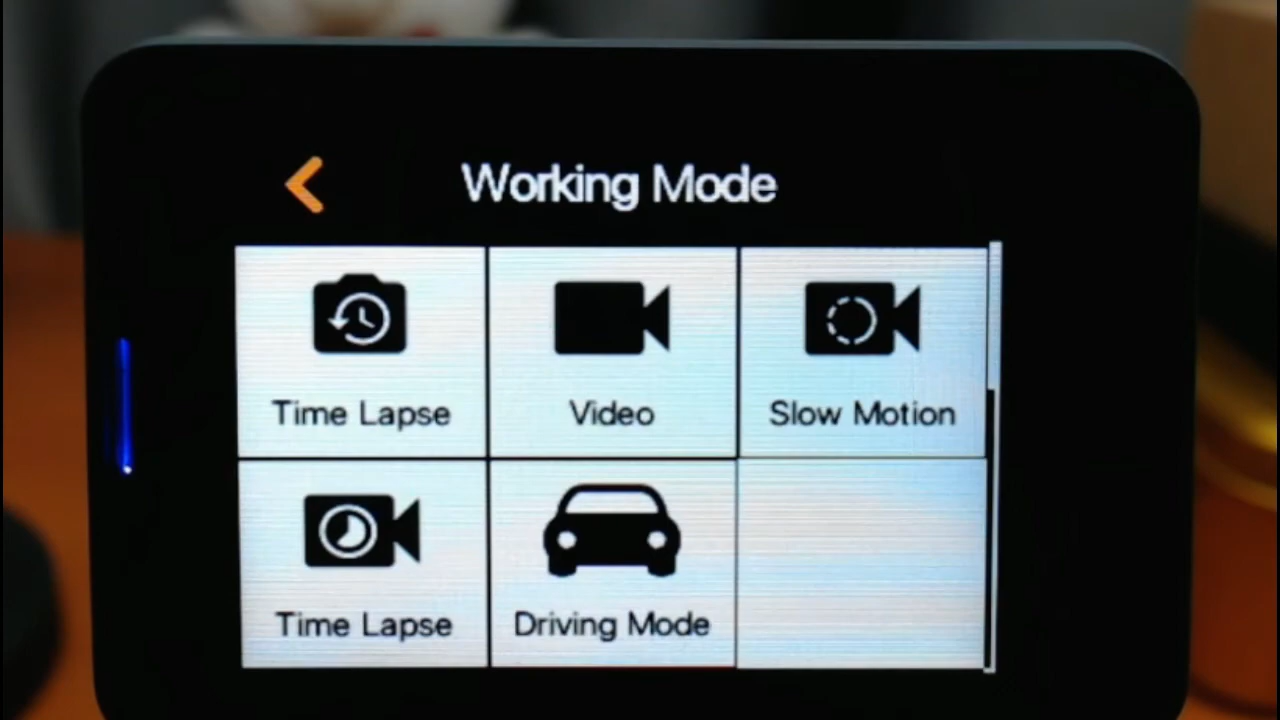 Working Mode
Time Lapse
Video
Slow Motion
Time Lapse
Driving Mode